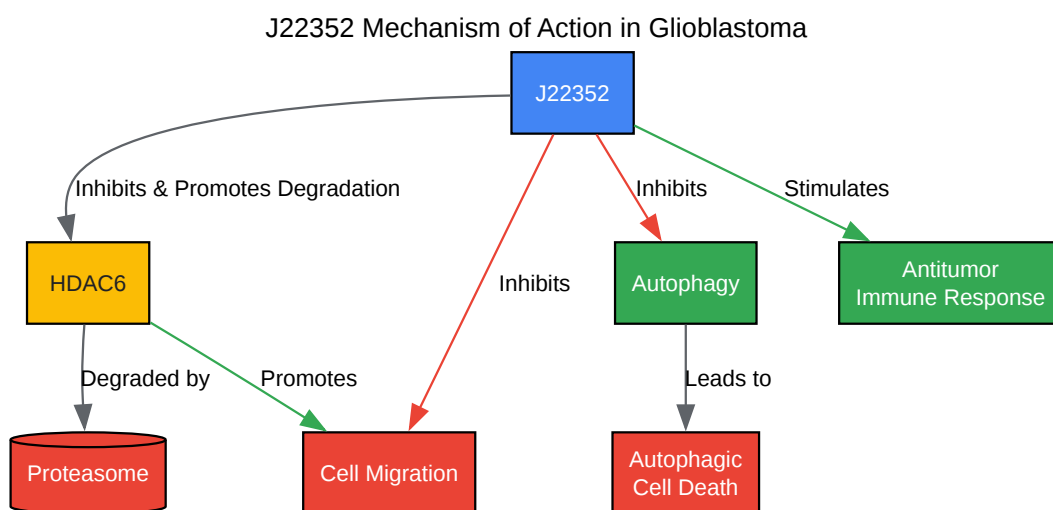 J22352 Mechanism of Action in Glioblastoma
J22352
Inhibits & Promotes Degradation
Inhibits
Stimulates
HDAC6
Inhibits
Autophagy
Antitumor
Immune Response
Degraded by
Promotes
Leads to
Proteasome
Cell Migration
Autophagic
Cell Death